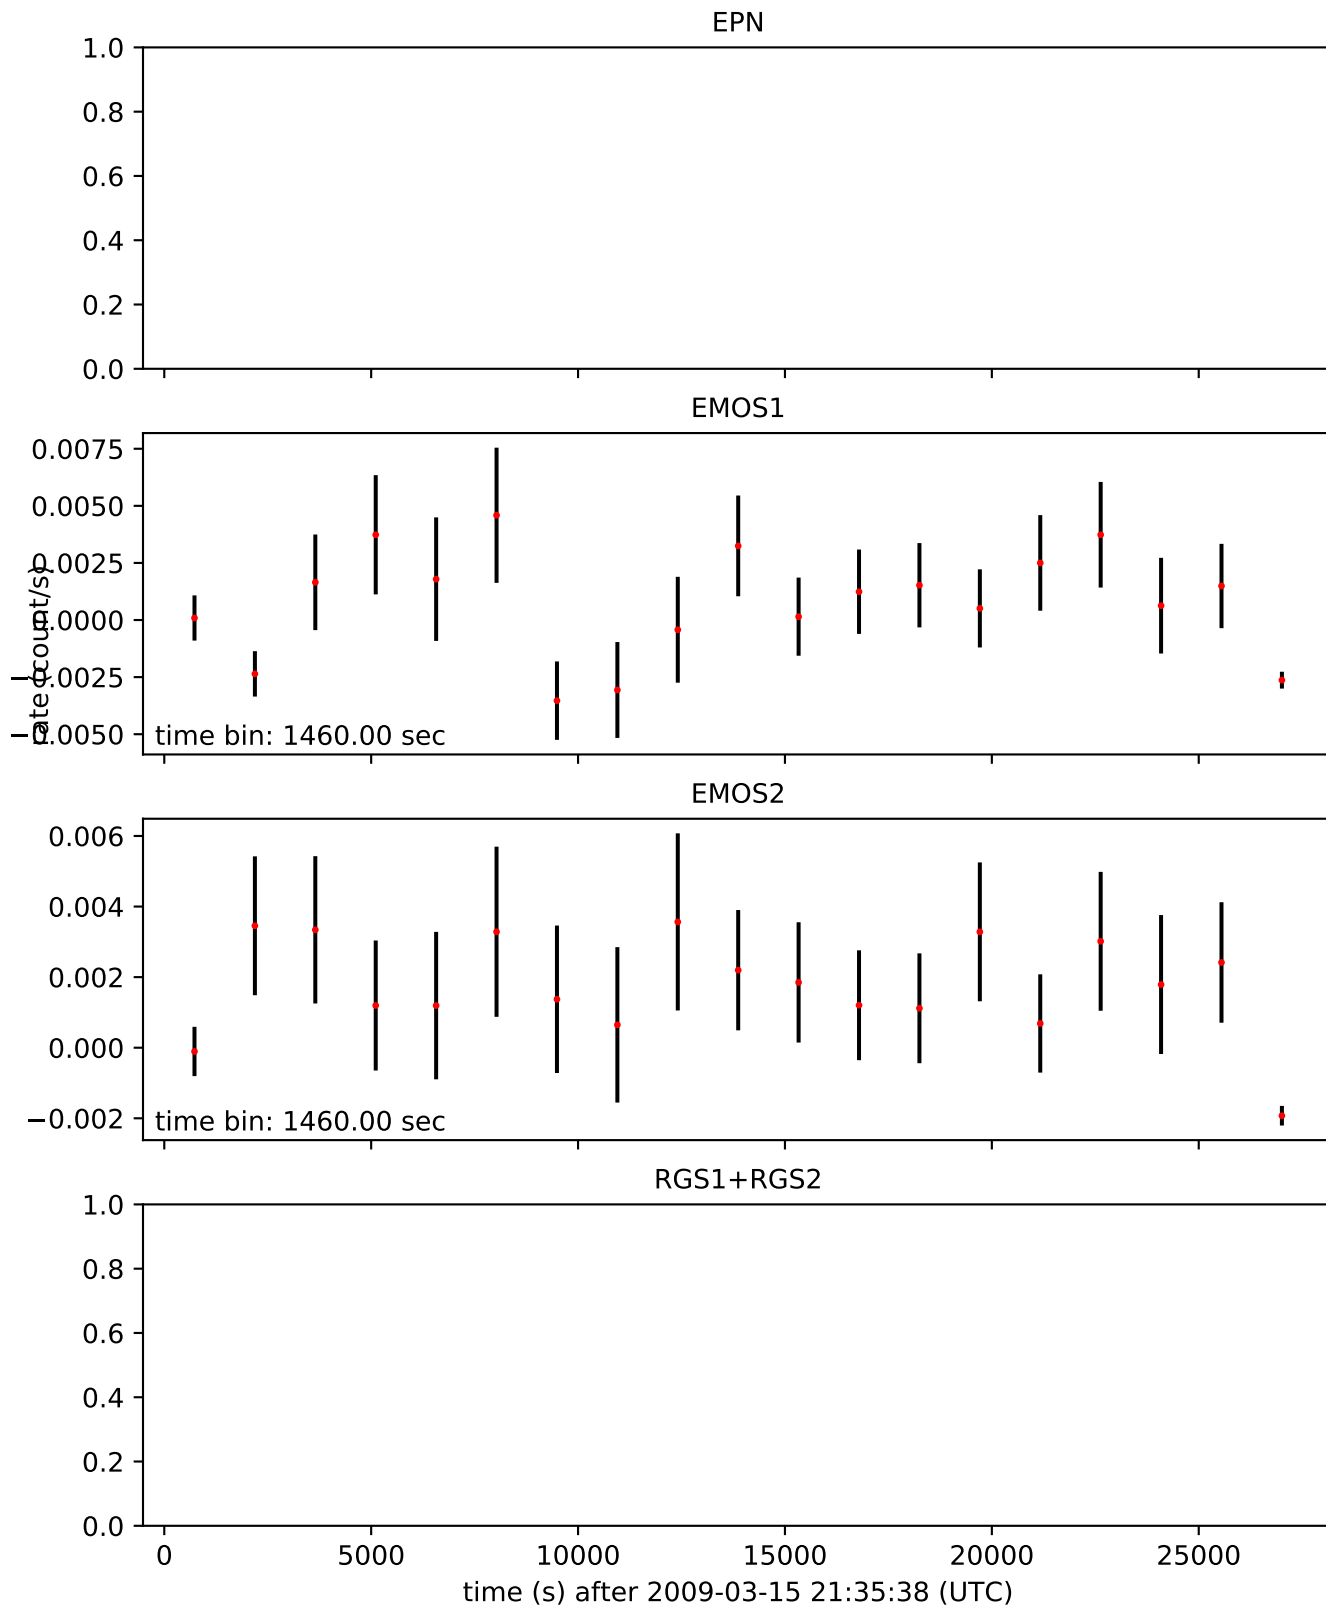 EPN
1.0
0.8
0.6
0.4
0.2
0.0
EMOS1
0.0075
0.0050
0.0025
0.0000
−0.0025
−0.0050
rate (count/s)
time bin: 1460.00 sec
EMOS2
0.006
0.004
0.002
0.000
−0.002
time bin: 1460.00 sec
RGS1+RGS2
1.0
0.8
0.6
0.4
0.2
0.0
0 5000 10000 15000 20000 25000
time (s) after 2009-03-15 21:35:38 (UTC)